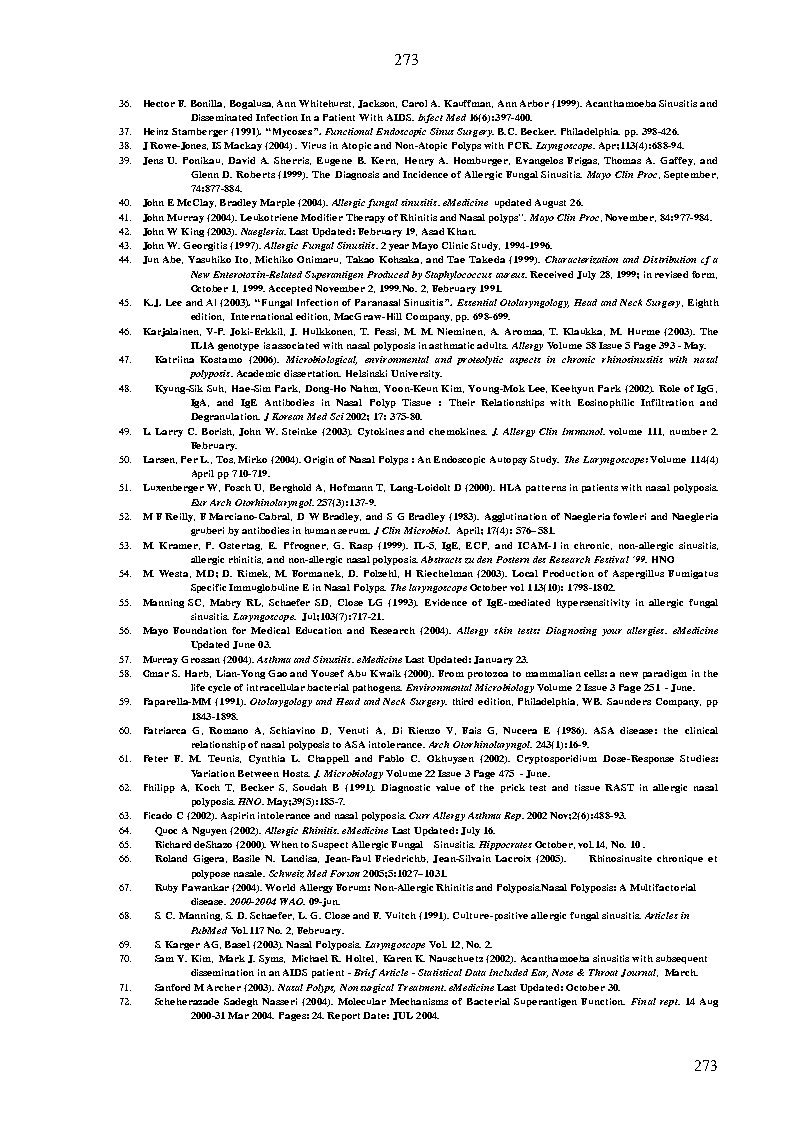 273
36. Hector F. Bonilla, Bogalusa, Ann Whitehurst, Jackson, Carol A. Kauffman, Ann Arbor (1999). Acanthamoeba Sinusitis and
Disseminated Infection In a Patient With AIDS. Infect Med 16(6):397-400.
37. Heinz Stamberger (1991). “Mycoses”. Functional Endoscopic Sinus Surgery. B.C. Becker. Philadelphia. pp. 398-426.
38. J Rowe-Jones, IS Mackay (2004) . Virus in Atopic and Non-Atopic Polyps with PCR. Layngoscope. Apr;113(4):688-94.
39. Jens U. Ponikau, David A. Sherris, Eugene B. Kern, Henry A. Homburger, Evangelos Frigas, Thomas A. Gaffey, and
Glenn D. Roberts (1999). The Diagnosis and Incidence of Allergic Fungal Sinusitis. Mayo Clin Proc, September,
74:877-884.
40. John E McClay, Bradley Marple (2004). Allergic fungal sinusitis. eMedicine updated August 26.
41. John Murray (2004). Leukotriene Modifier Therapy of Rhinitis and Nasal polyps”. Mayo Clin Proc, November, 84:977-984.
42. John W King (2003). Naegleria. Last Updated: February 19, Asad Khan.
43. John W. Georgitis (1997). Allergic Fungal Sinusitis. 2 year Mayo Clinic Study, 1994-1996.
44. Jun Abe, Yasuhiko Ito, Michiko Onimaru, Takao Kohsaka, and Tae Takeda (1999). Characterization and Distribution of a
New Enterotoxin-Related Superantigen Produced by Staphylococcus aureus. Received July 28, 1999; in revised form,
October 1, 1999. Accepted November 2, 1999.No. 2, February 1991.
45. K.J. Lee and Al (2003). “Fungal Infection of Paranasal Sinusitis”. Essential Otolaryngology, Head and Neck Surgery, Eighth
edition, International edition, MacGraw-Hill Company, pp. 698-699.
46. Karjalainen, V-P. Joki-Erkkil, J. Hulkkonen, T. Pessi, M. M. Nieminen, A. Aromaa, T. Klaukka, M. Hurme (2003). The
IL1A genotype is associated with nasal polyposis in asthmatic adults. Allergy Volume 58 Issue 5 Page 393 - May.
47. Katriina Kostamo (2006). Microbiological, environmental and proteolytic aspects in chronic rhinosinusitis with nasal
polyposis. Academic dissertation. Helsinski University.
48. Kyung-Sik Suh, Hae-Sim Park, Dong-Ho Nahm, Yoon-Keun Kim, Young-Mok Lee, Keehyun Park (2002). Role of IgG,
IgA, and IgE Antibodies in Nasal Polyp Tissue : Their Relationships with Eosinophilic Infiltration and
Degranulation. J Korean Med Sci 2002; 17: 375-80.
49. L. Larry C. Borish, John W. Steinke (2003). Cytokines and chemokines. J. Allergy Clin Immunol. volume 111, number 2.
February.
50. Larsen, Per L., Tos, Mirko (2004). Origin of Nasal Polyps : An Endoscopic Autopsy Study. The Laryngoscope: Volume 114(4)
April pp 710-719.
51. Luxenberger W, Posch U, Berghold A, Hofmann T, Lang-Loidolt D (2000). HLA patterns in patients with nasal polyposis.
Eur Arch Otorhinolaryngol. 257(3):137-9.
52. M F Reilly, F Marciano-Cabral, D W Bradley, and S G Bradley (1983). Agglutination of Naegleria fowleri and Naegleria
gruberi by antibodies in human serum. J Clin Microbiol. April; 17(4): 576–581.
53. M. Kramer, P. Ostertag, E. Pfrogner, G. Rasp (1999). IL-5, IgE, ECP, and ICAM-1 in chronic, non-allergic sinusitis,
allergic rhinitis, and non-allergic nasal polyposis. Abstracts zu den Postern des Research Festival ´99. HNO
54. M. Westa, MD; D. Rimek, M. Formanek, D. Polzehl, H Riechelman (2003). Local Production of Aspergillus Fumigatus
Specific Immuglobuline E in Nasal Polyps. The laryngoscope October vol 113(10): 1798-1802.
55. Manning SC, Mabry RL, Schaefer SD, Close LG (1993). Evidence of IgE-mediated hypersensitivity in allergic fungal
sinusitis. Laryngoscope. Jul;103(7):717-21.
56. Mayo Foundation for Medical Education and Research (2004). Allergy skin tests: Diagnosing your allergies. eMedicine
Updated June 03.
57. Murray Grossan (2004). Asthma and Sinusitis. eMedicine Last Updated: January 23.
58. Omar S. Harb, Lian-Yong Gao and Yousef Abu Kwaik (2000). From protozoa to mammalian cells: a new paradigm in the
life cycle of intracellular bacterial pathogens. Environmental Microbiology Volume 2 Issue 3 Page 251 - June.
59. Paparella-MM (1991). Otolarygology and Head and Neck Surgery. third edition, Philadelphia, WB. Saunders Company, pp
1843-1898.
60. Patriarca G, Romano A, Schiavino D, Venuti A, Di Rienzo V, Fais G, Nucera E (1986). ASA disease: the clinical
relationship of nasal polyposis to ASA intolerance. Arch Otorhinolaryngol. 243(1):16-9.
61. Peter F. M. Teunis, Cynthia L. Chappell and Pablo C. Okhuysen (2002). Cryptosporidium Dose-Response Studies:
Variation Between Hosts. J. Microbiology Volume 22 Issue 3 Page 475 - June.
62. Philipp A, Koch T, Becker S, Soudah B (1991). Diagnostic value of the prick test and tissue RAST in allergic nasal
polyposis. HNO. May;39(5):185-7.
63. Picado C (2002). Aspirin intolerance and nasal polyposis. Curr Allergy Asthma Rep. 2002 Nov;2(6):488-93.
64. Quoc A Nguyen (2002). Allergic Rhinitis. eMedicine Last Updated: July 16.
65. Richard deShazo (2000). When to Suspect Allergic Fungal Sinusitis. Hippocrates October, vol.14, No. 10 .
66. Roland Gigera, Basile N. Landisa, Jean-Paul Friedrichb, Jean-Silvain Lacroix (2005). Rhinosinusite chronique et
polypose nasale. Schweiz Med Forum 2005;5:1027–1031.
67. Ruby Pawankar (2004). World Allergy Forum: Non-Allergic Rhinitis and PolyposisNasal Polyposis: A Multifactorial
disease. 2000-2004 WAO. 09-jun.
68. S. C. Manning, S. D. Schaefer, L. G. Close and F. Vuitch (1991). Culture-positive allergic fungal sinusitis. Articles in
PubMed Vol.117 No. 2, February.
69. S. Karger AG, Basel (2003). Nasal Polyposis. Laryngoscope Vol. 12, No. 2.
70. Sam Y. Kim, Mark J. Syms, Michael R. Holtel, Karen K. Nauschuetz (2002). Acanthamoeba sinusitis with subsequent
dissemination in an AIDS patient - Brief Article - Statistical Data Included Ear, Nose & Throat Journal, March.
71. Sanford M Archer (2003). Nasal Polyps, Nonsurgical Treatment. eMedicine Last Updated: October 30.
72. Scheherazade Sadegh Nasseri (2004). Molecular Mechanisms of Bacterial Superantigen Function. Final rept. 14 Aug
2000-31 Mar 2004. Pages: 24. Report Date: JUL 2004.
273